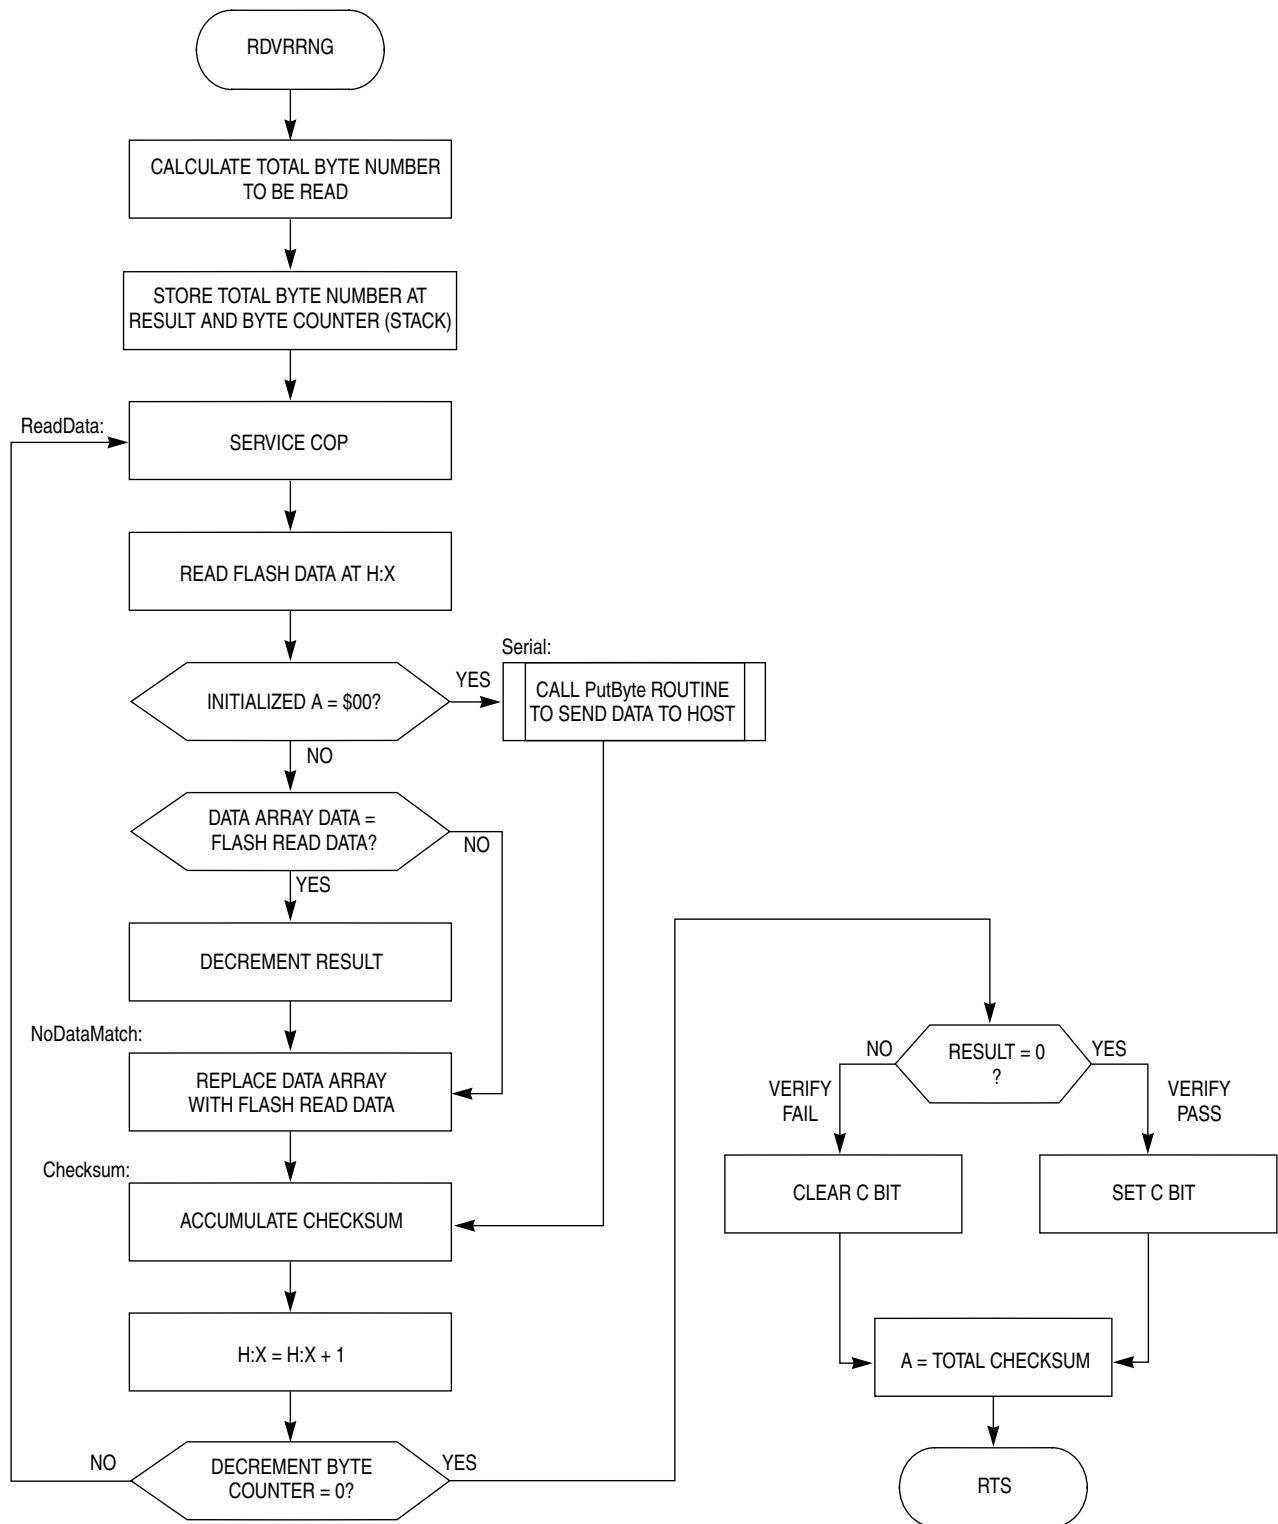 RDVRRNG
CALCULATE TOTAL BYTE NUMBER
TO BE READ
STORE TOTAL BYTE NUMBER AT
RESULT AND BYTE COUNTER (STACK)
ReadData:
SERVICE COP
READ FLASH DATA AT H:X
INITIALIZED A = $00?
YES
Serial:
CALL PutByte ROUTINE
TO SEND DATA TO HOST
NO
DATA ARRAY DATA =
FLASH READ DATA?
NO
YES
DECREMENT RESULT
NoDataMatch:
REPLACE DATA ARRAY
WITH FLASH READ DATA
Checksum:
ACCUMULATE CHECKSUM
H:X = H:X + 1
NO
DECREMENT BYTE
COUNTER = 0?
YES
RESULT = 0
?
NO
YES
VERIFY
FAIL
VERIFY
PASS
CLEAR C BIT
SET C BIT
A = TOTAL CHECKSUM
RTS